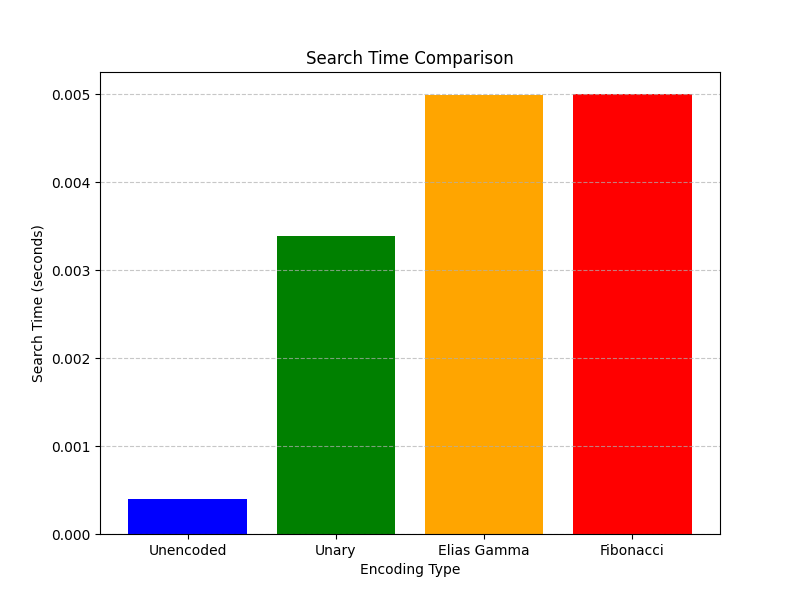 Search Time Comparison
0.005
0.004
0.003
0.002
0.001
0.000
Search Time (seconds)
Unencoded Unary Elias Gamma Fibonacci
Encoding Type